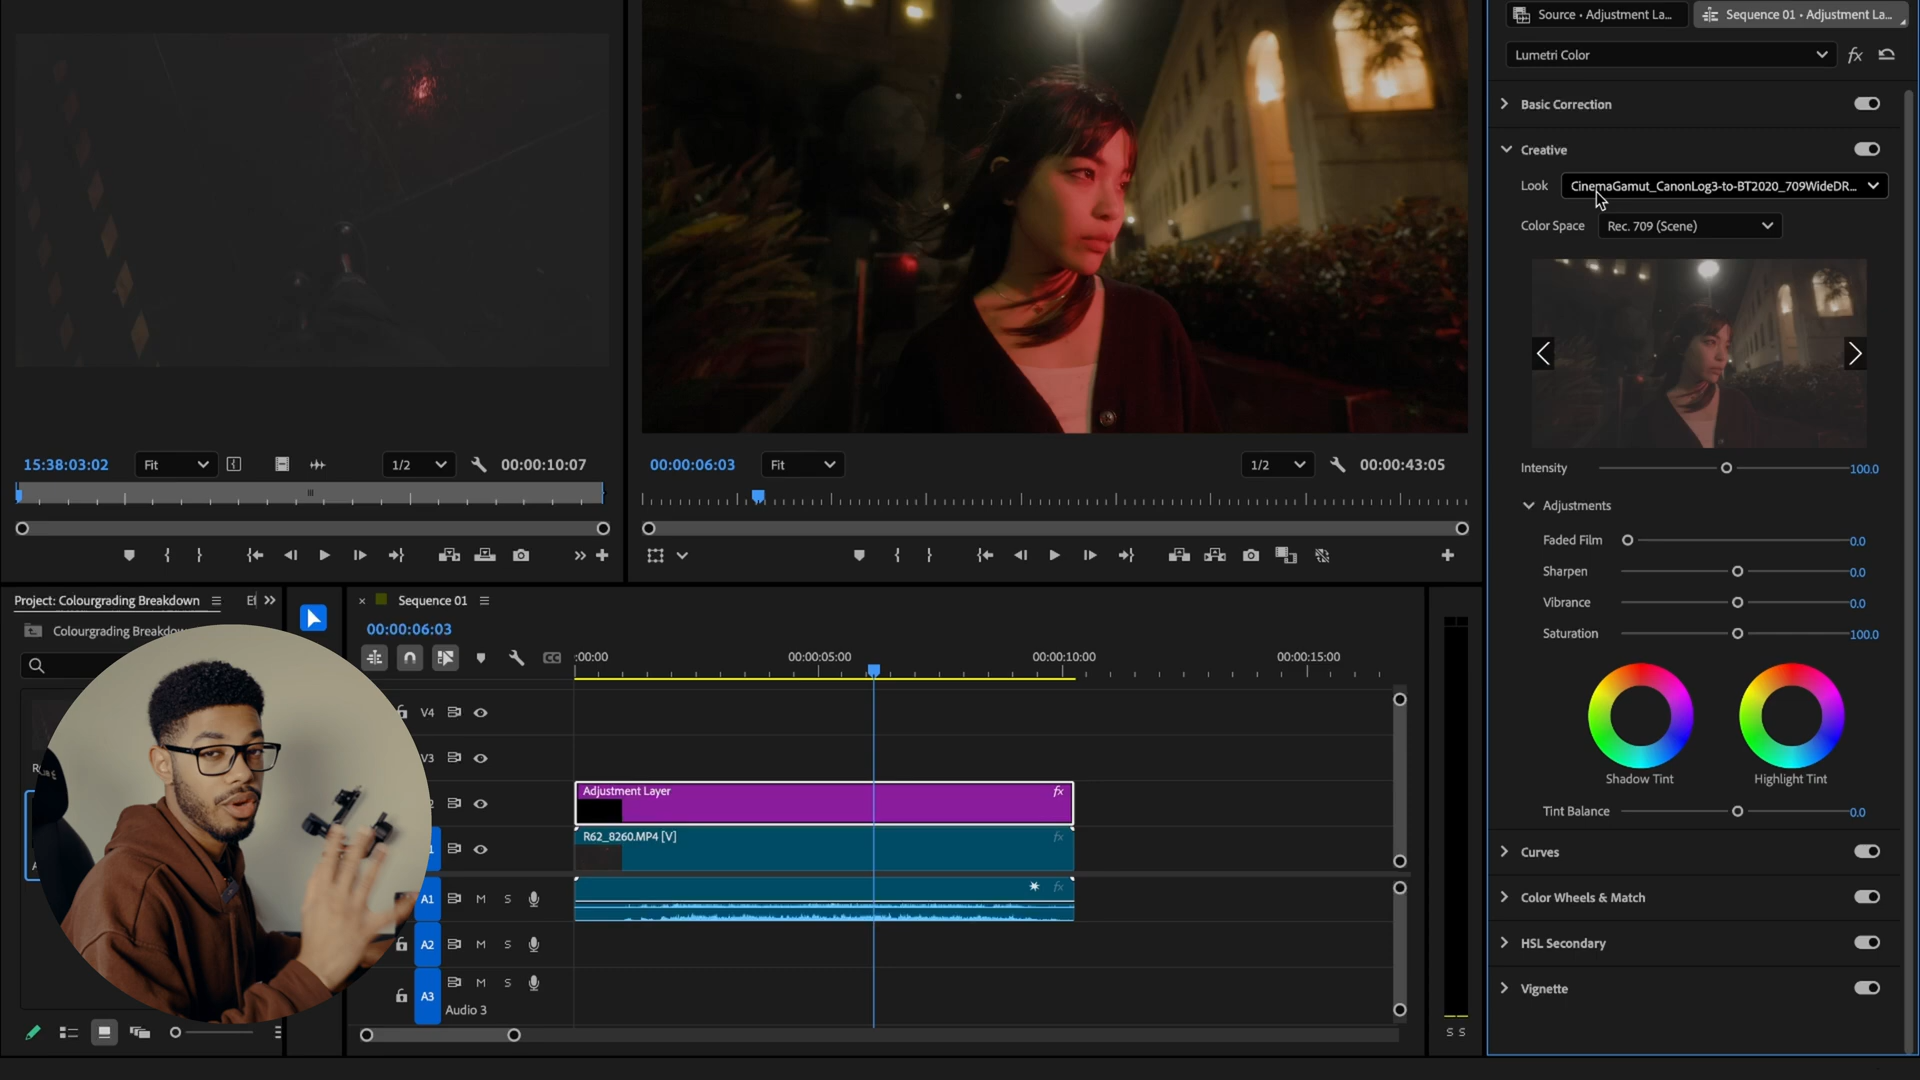 Source • Adjustment La...
Sequence 01 • Adjustment La...
Lumetri Color
fx
Basic Correction
Creative
Look
CinemaGamut_CanonLog3-to-BT2020_709WideDR...
Color Space
Rec. 709 (Scene)
Intensity
100.0
Adjustments
Faded Film
0.0
Sharpen
0.0
Vibrance
0.0
Saturation
100.0
Shadow Tint
Highlight Tint
Tint Balance
0.0
Curves
Color Wheels & Match
HSL Secondary
Vignette
15:38:03:02
Fit
1/2
00:00:10:07
00:00:06:03
Fit
1/2
00:00:43:05
Project: Colourgrading Breakdown
Colourgrading Breakdow
Sequence 01
00:00:06:03
CC
:00:00
00:00:05:00
00:00:10:00
00:00:15:00
V4
V3
Adjustment Layer
fx
R62_8260.MP4 [V]
fx
A1
M
S
fx
A2
M
S
A3
M
S
Audio 3
S S